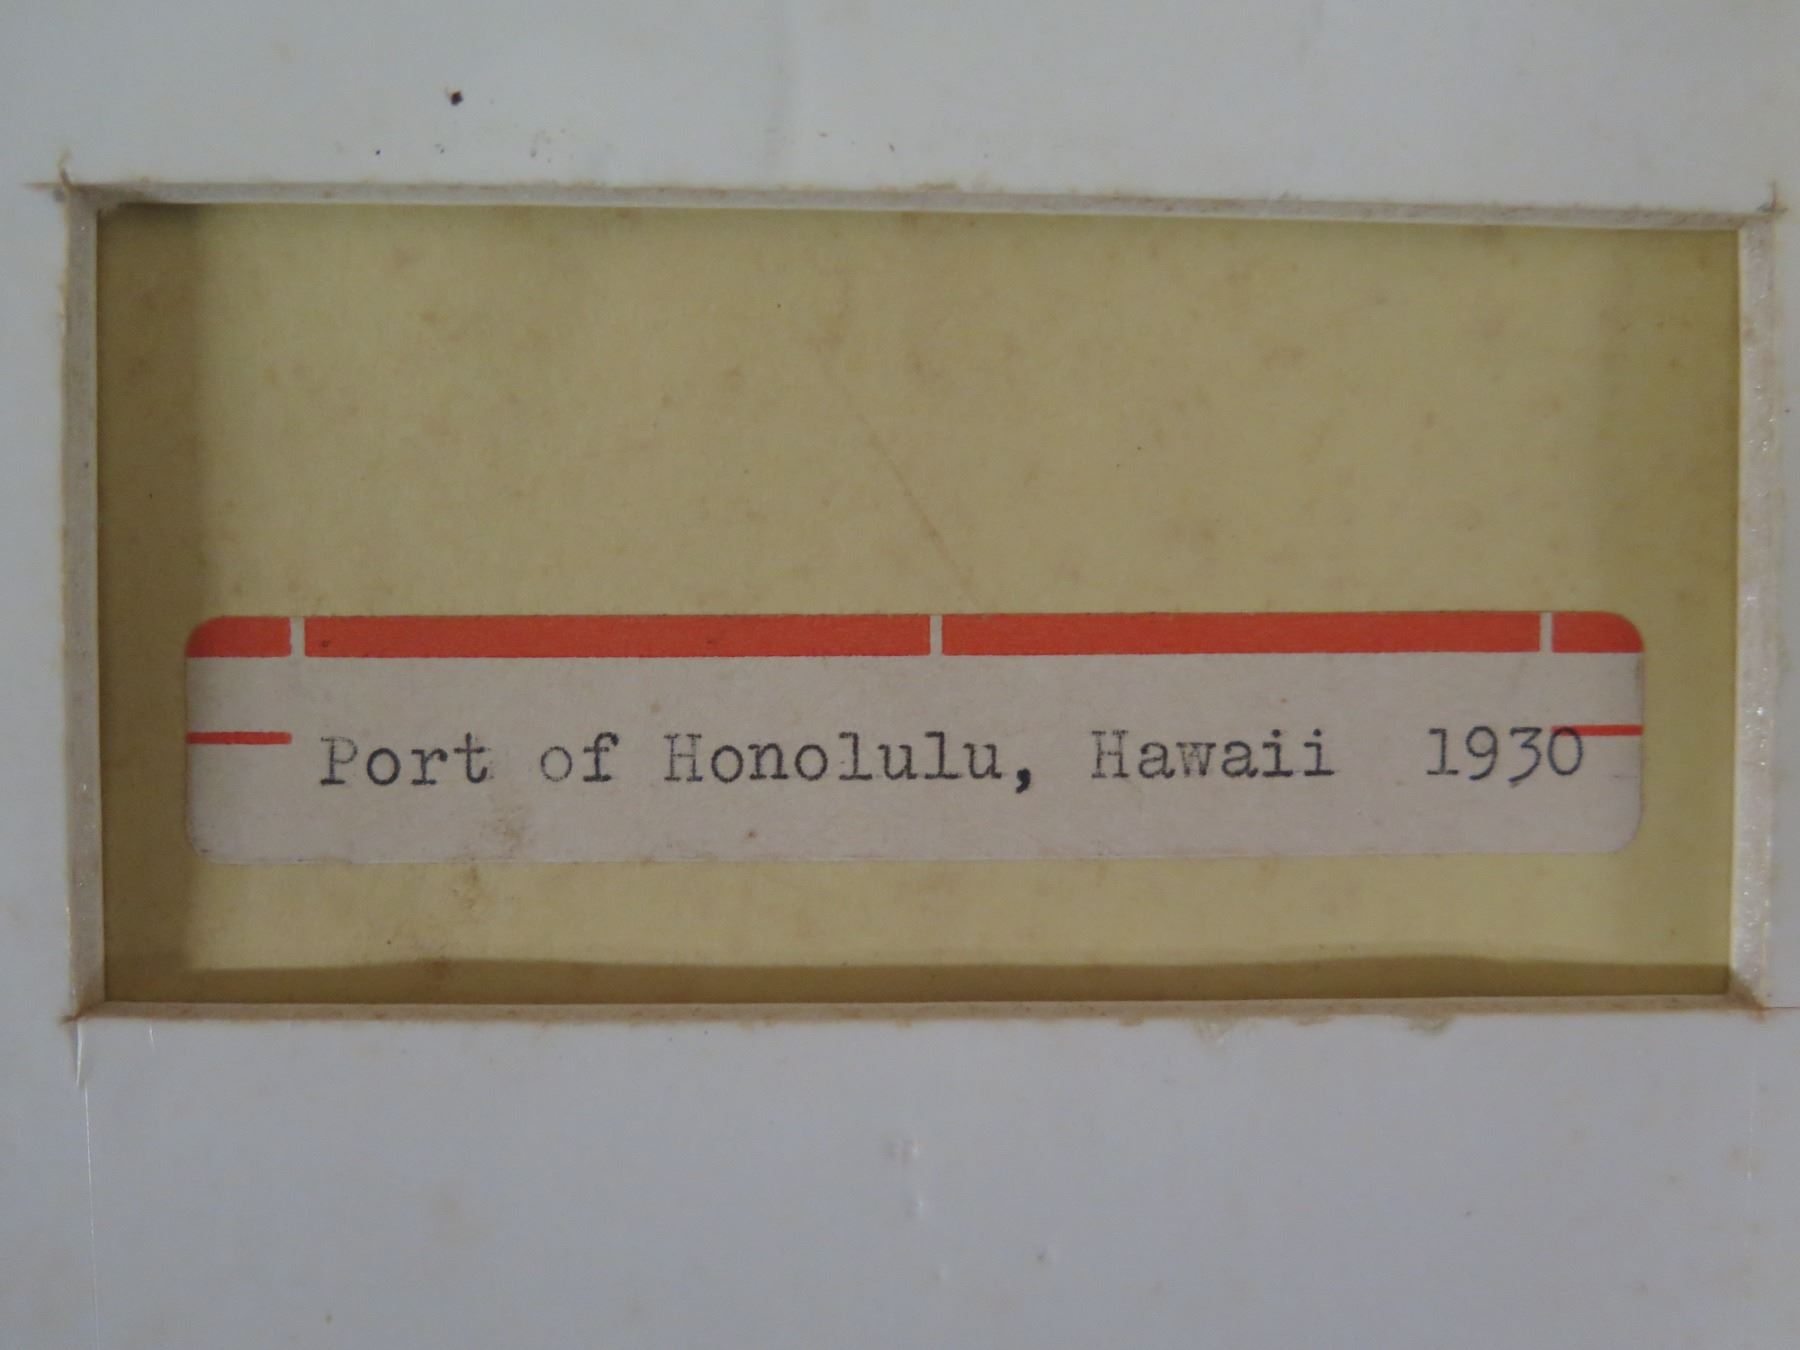 Port of Honolulu, Hawaii  1930